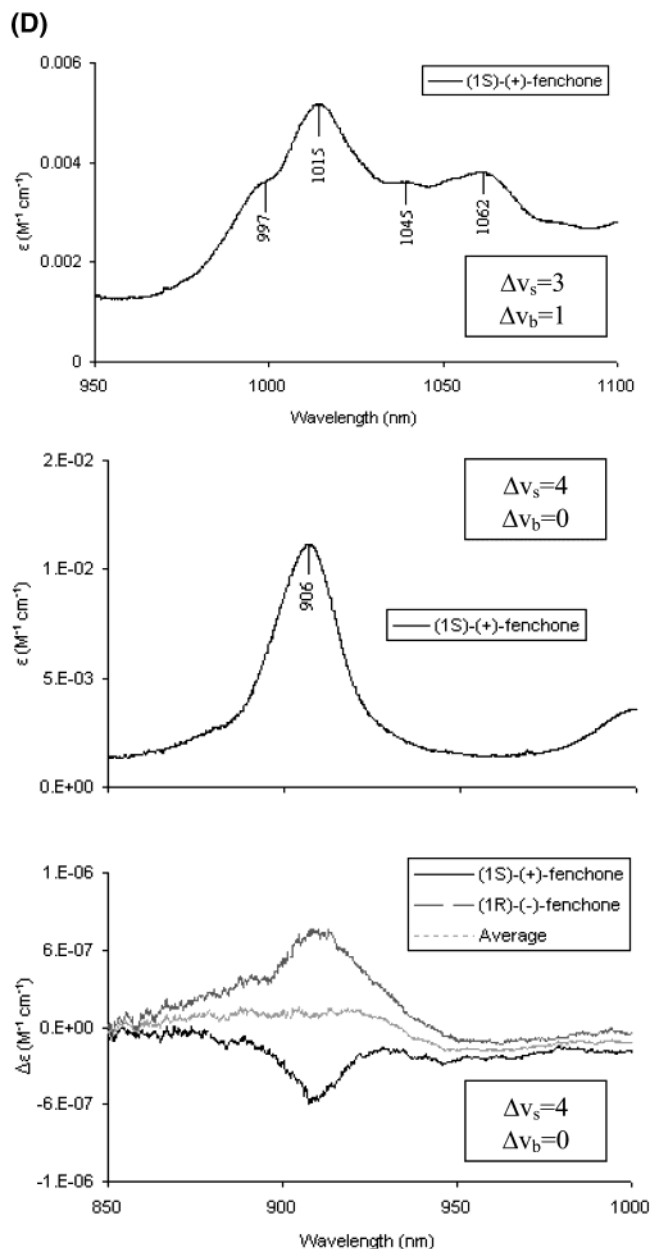 (D)
0.006
0.004
0.002
0
ε (M⁻¹ cm⁻¹)
(1S)-(+)-fenchone
997
1015
1045
1062
Δvₛ=3
Δv_b=1
950
1000
1050
1100
Wavelength (nm)
2.E-02
1.E-02
5.E-03
0.E+00
ε (M⁻¹ cm⁻¹)
Δvₛ=4
Δv_b=0
906
(1S)-(+)-fenchone
1.E-06
6.E-07
0.E+00
-6.E-07
-1.E-06
Δε (M⁻¹ cm⁻¹)
(1S)-(+)-fenchone
(1R)-(-)-fenchone
Average
Δvₛ=4
Δv_b=0
850
900
950
1000
Wavelength (nm)